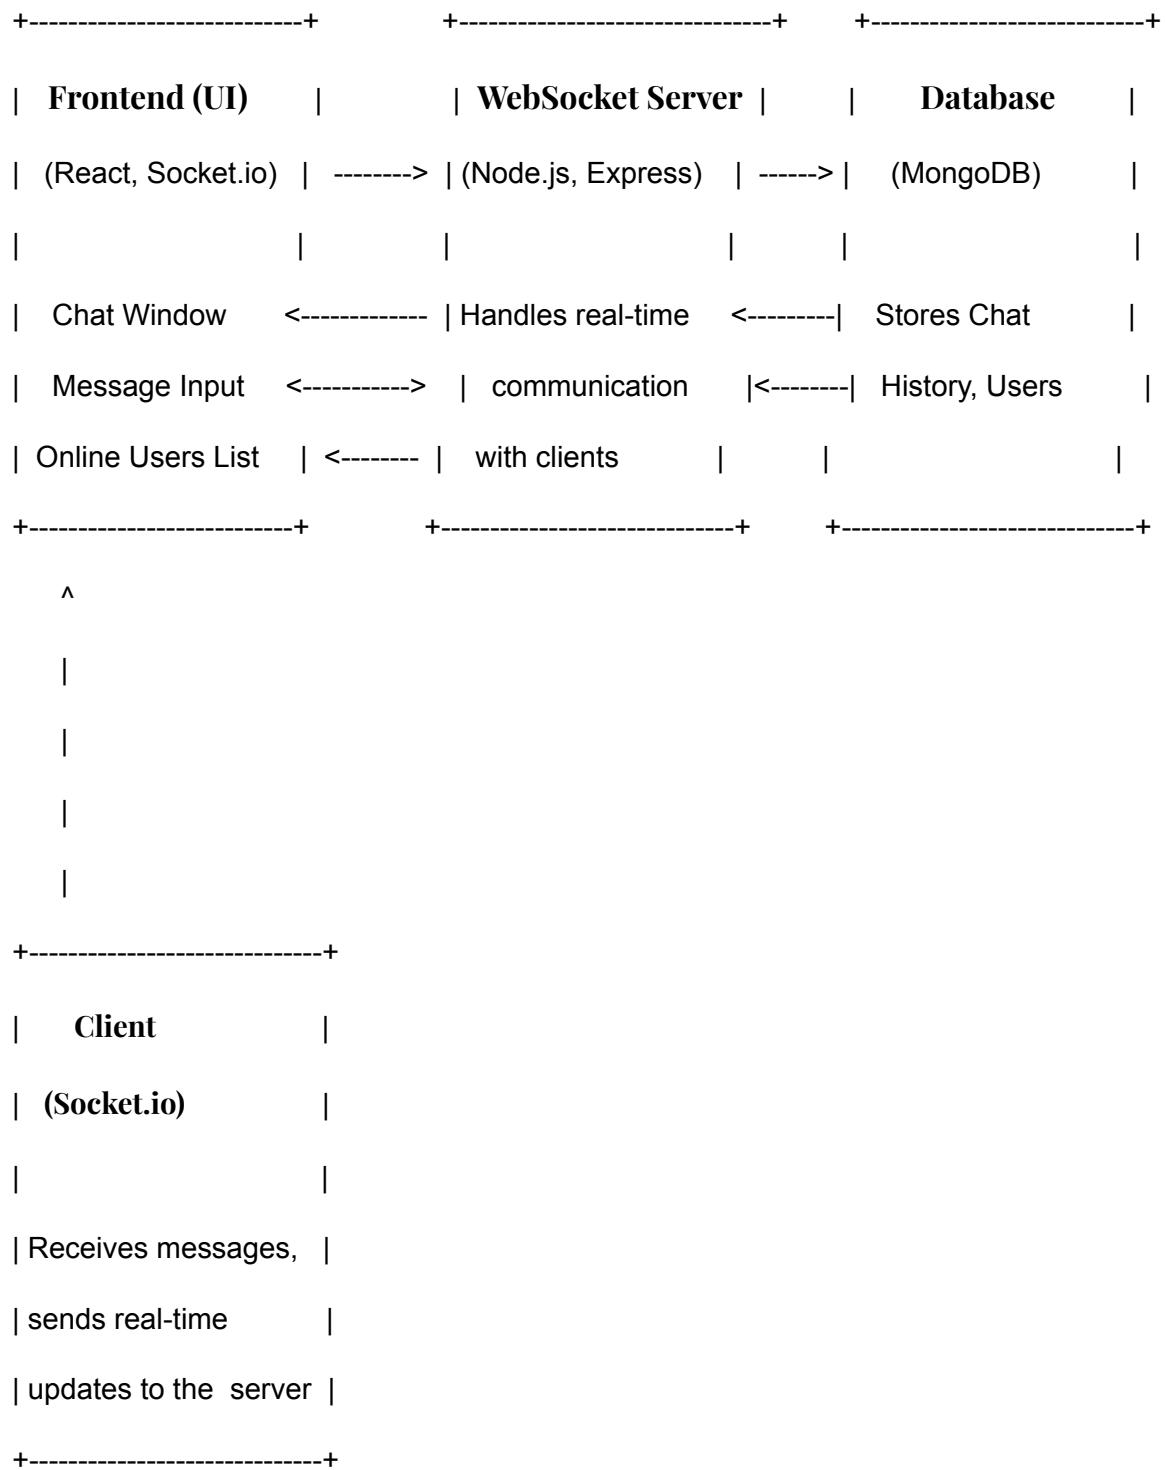 +----------------------------+ +--------------------------------+ +----------------------------+
| Frontend (UI) | | WebSocket Server | | Database |
| (React, Socket.io) | --------> | (Node.js, Express) | ------> | (MongoDB) |
| | | | | |
| Chat Window <------------- | Handles real-time <---------| Stores Chat |
| Message Input <-----------> | communication |<--------| History, Users |
| Online Users List | <-------- | with clients | | |
+---------------------------+ +------------------------------+ +------------------------------+
^
|
|
|
|
+------------------------------+
| Client |
| (Socket.io) |
| |
| Receives messages, |
| sends real-time |
| updates to the server |
+------------------------------+